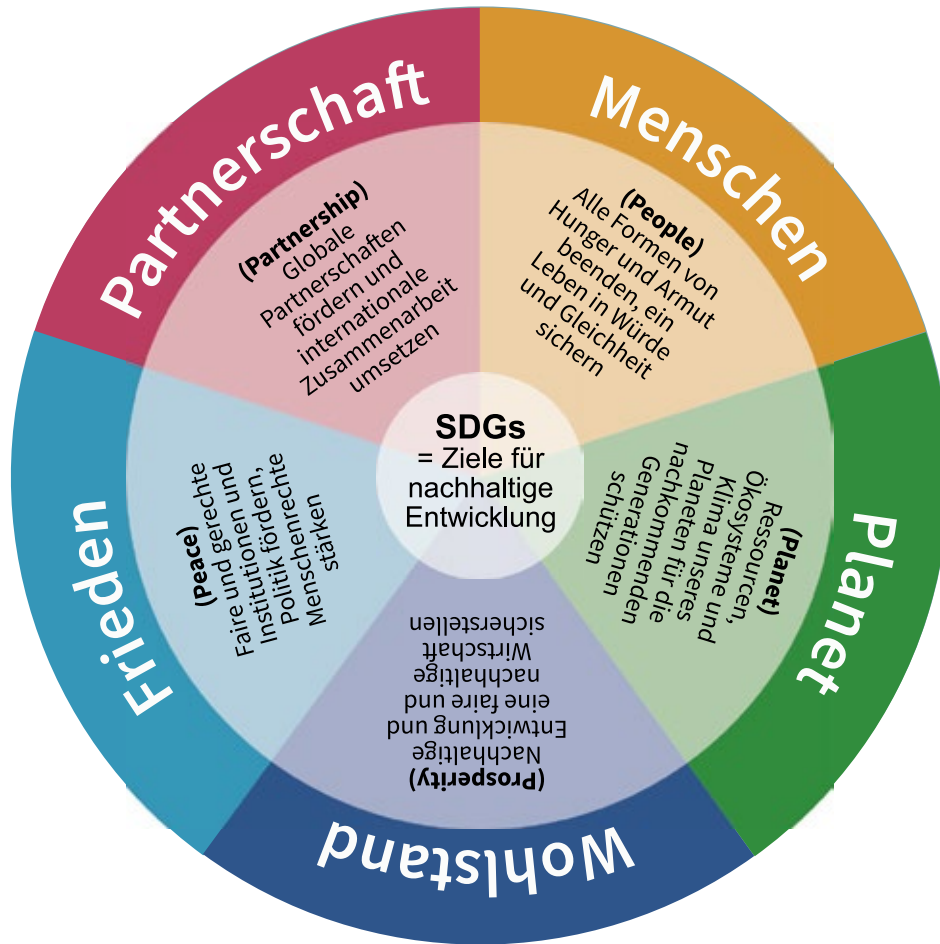 Partnerschaft
(Partnership)
Globale
Partnerschaften
fördern und
internationale
Zusammenarbeit
umsetzen
Menschen
(People)
Alle Formen von
Hunger und Armut
beenden, ein
Leben in Würde
und Gleichheit
sichern
Planet
(Planet)
Ressourcen,
Ökosysteme und
Klima unseres
Planeten für die
nachkommenden
Generationen
schützen
Wohlstand
(Prosperity)
Nachhaltige
Entwicklung und
eine faire und
nachhaltige
Wirtschaft
sicherstellen
Frieden
(Peace)
Faire und gerechte
Institutionen und
Politik fördern,
Menschenrechte
stärken
SDGs
= Ziele für
nachhaltige
Entwicklung